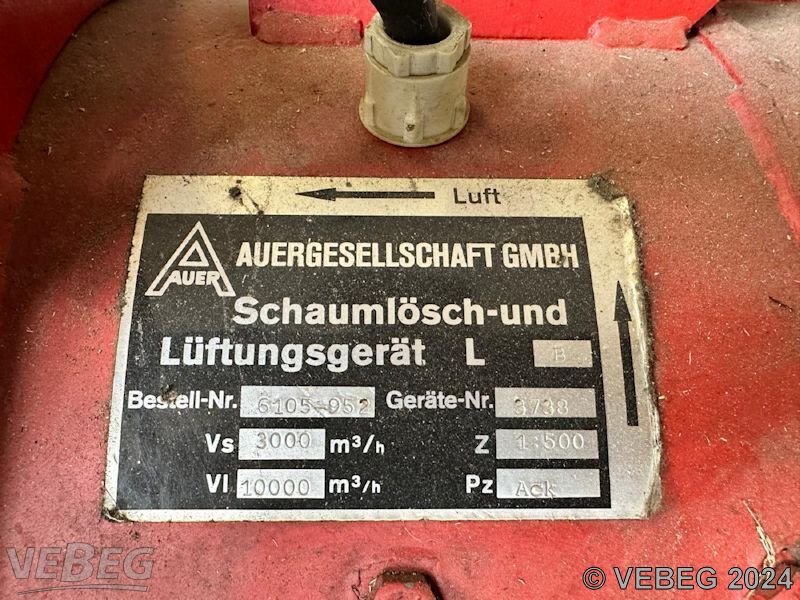 Luft
AUER
AUERGESELLSCHAFT GMBH
Schaumlösch-und
Lüftungsgerät L B
Bestell-Nr. 6105-952 Geräte-Nr. 3738
Vs 3000 m³/h Z 1:500
Vl 10000 m³/h Pz Ack
VEBEG
© VEBEG 2024